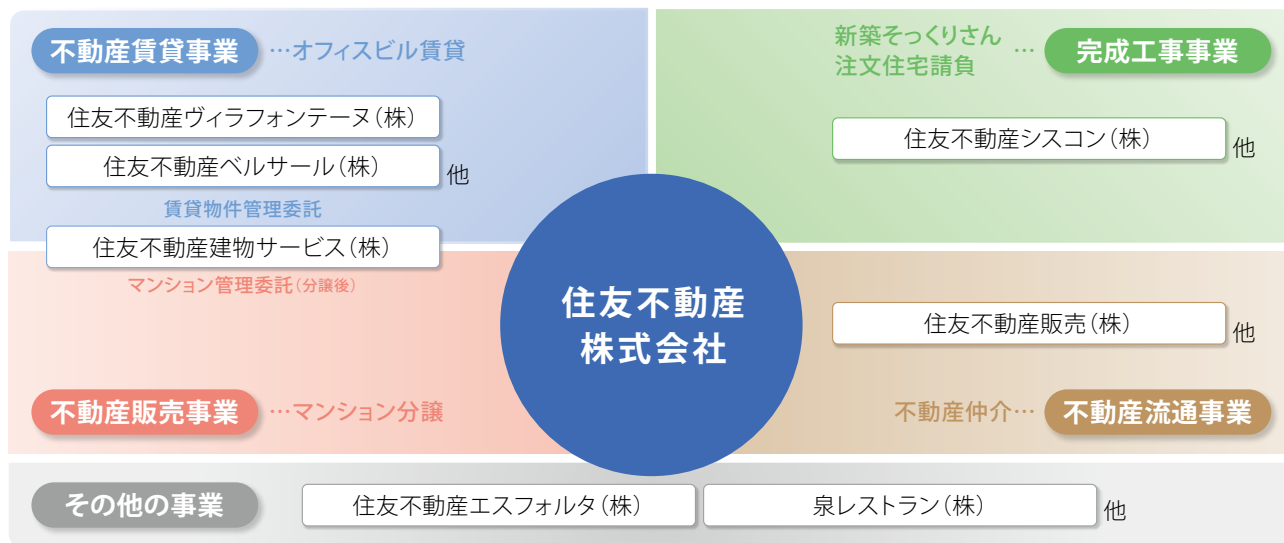 不動産賃貸事業 …オフィスビル賃貸
住友不動産ヴィラフォンテーヌ(株)
住友不動産ベルサール(株) 他
賃貸物件管理委託
住友不動産建物サービス(株)
マンション管理委託(分譲後)
不動産販売事業 …マンション分譲
新築そっくりさん
注文住宅請負 … 完成工事事業
住友不動産シスコン(株) 他
住友不動産
株式会社
住友不動産販売(株) 他
不動産仲介… 不動産流通事業
その他の事業 住友不動産エスフォルタ(株) 泉レストラン(株) 他